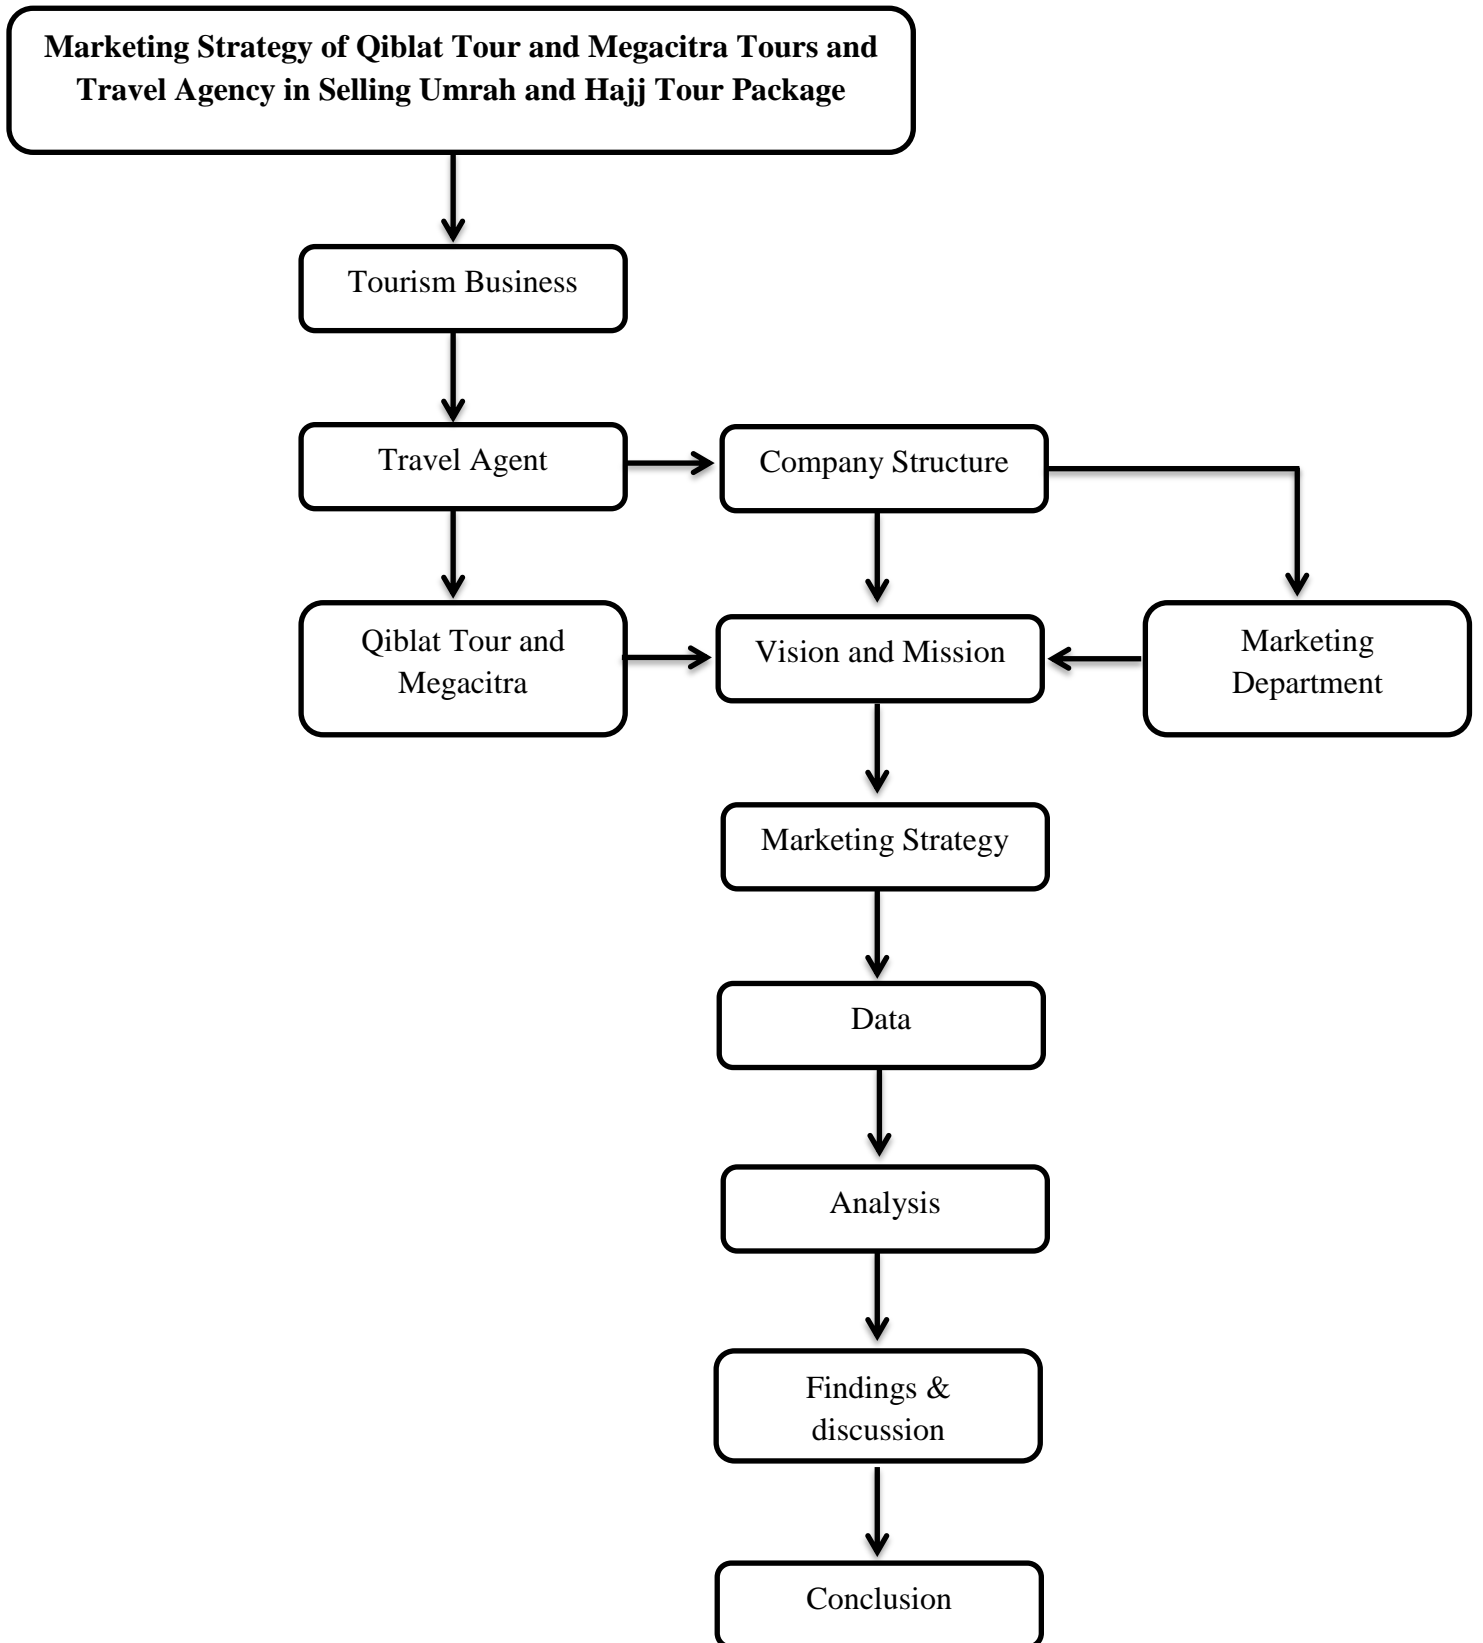 Marketing Strategy of Qiblat Tour and Megacitra Tours and
Travel Agency in Selling Umrah and Hajj Tour Package
Tourism Business
Travel Agent
Company Structure
Qiblat Tour and
Megacitra
Vision and Mission
Marketing
Department
Marketing Strategy
Data
Analysis
Findings &
discussion
Conclusion